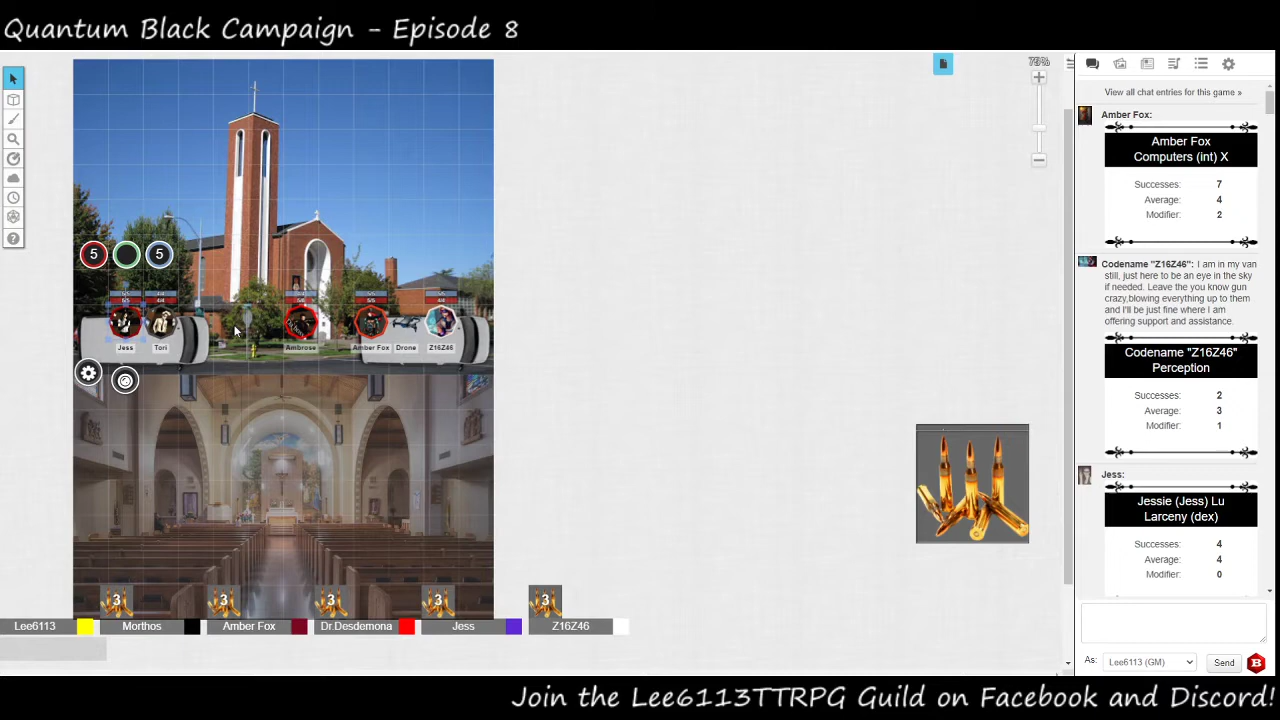 Quantum Black Campaign - Episode 8
78%
View all chat entries for this game »
Amber Fox:
Amber Fox
Computers (int) X
Successes: 7
Average: 4
Modifier: 2
Codename "Z16Z46": I am in my van
still, just here to be an eye in the sky
if needed. Leave the you know gun
crazy,blowing everything up to them
and I'll be just fine where I am
offering support and assistance.
Codename "Z16Z46"
Perception
Successes: 2
Average: 3
Modifier: 1
Jess:
Jessie (Jess) Lu
Larceny (dex)
Successes: 4
Average: 4
Modifier: 0
5 5
Jess Tori Ambrose Amber Fox Drone Z16Z46
3 3 3 3 3
Lee6113 Morthos Amber Fox Dr.Desdemona Jess Z16Z46
As: Lee6113 (GM) Send
Join the Lee6113TTRPG Guild on Facebook and Discord!